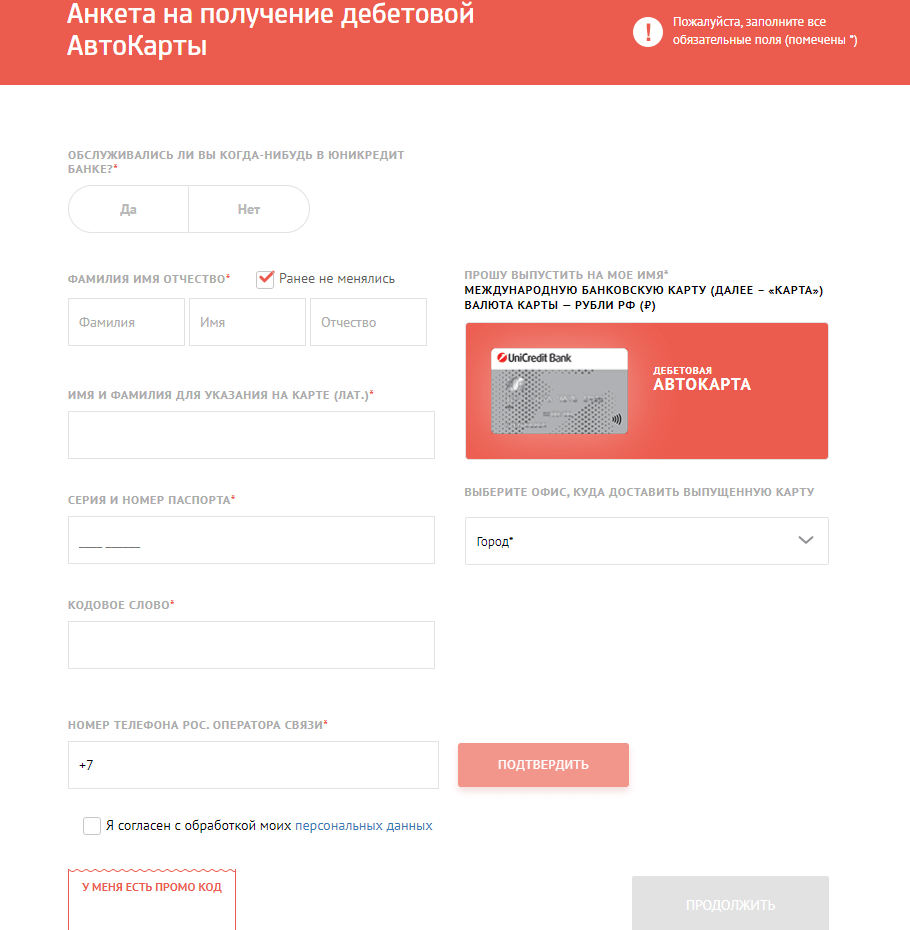 Анкета на получение дебетовой
АвтоКарты
Пожалуйста, заполните все
обязательные поля (помечены *)
ОБСЛУЖИВАЛИСЬ ЛИ ВЫ КОГДА-НИБУДЬ В ЮНИКРЕДИТ
БАНКЕ?*
Да
Нет
ФАМИЛИЯ ИМЯ ОТЧЕСТВО*
Ранее не менялись
Фамилия
Имя
Отчество
ИМЯ И ФАМИЛИЯ ДЛЯ УКАЗАНИЯ НА КАРТЕ (ЛАТ.)*
СЕРИЯ И НОМЕР ПАСПОРТА*
____ ______
КОДОВОЕ СЛОВО*
ПРОШУ ВЫПУСТИТЬ НА МОЕ ИМЯ*
МЕЖДУНАРОДНУЮ БАНКОВСКУЮ КАРТУ (ДАЛЕЕ – «КАРТА»)
ВАЛЮТА КАРТЫ — РУБЛИ РФ (₽)
UniCredit Bank
ДЕБЕТОВАЯ
АВТОКАРТА
ВЫБЕРИТЕ ОФИС, КУДА ДОСТАВИТЬ ВЫПУЩЕННУЮ КАРТУ
Город*
НОМЕР ТЕЛЕФОНА РОС. ОПЕРАТОРА СВЯЗИ*
+7
ПОДТВЕРДИТЬ
Я согласен с обработкой моих персональных данных
У МЕНЯ ЕСТЬ ПРОМО КОД
ПРОДОЛЖИТЬ